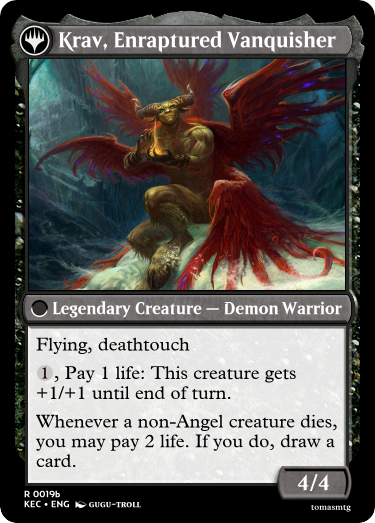 Krav, Enraptured Vanquisher
Legendary Creature — Demon Warrior
Flying, deathtouch
1, Pay 1 life: This creature gets
+1/+1 until end of turn.
Whenever a non-Angel creature dies,
you may pay 2 life. If you do, draw a
card.
4/4
R 0019b
KEC • ENG GUGU-TROLL
tomasmtg